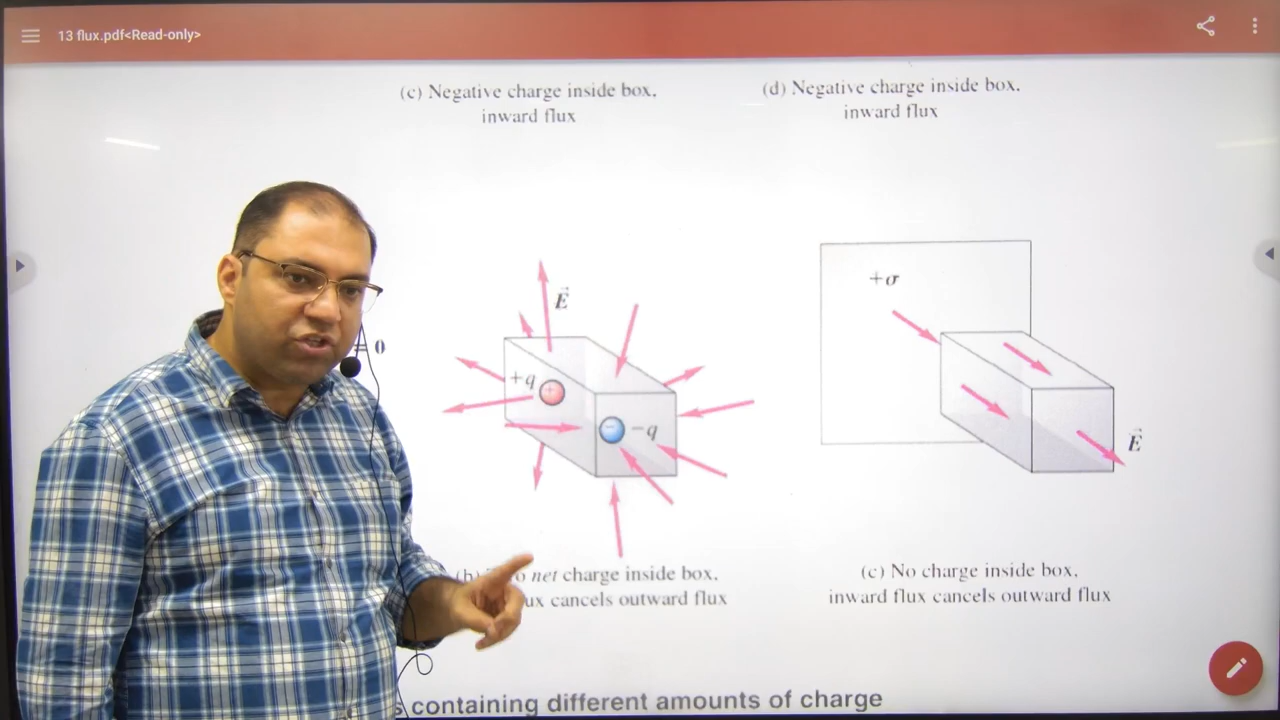 13 flux.pdf<Read-only>
(c) Negative charge inside box,
inward flux
(d) Negative charge inside box,
inward flux
= 0
E⃗
+q
+
−
−q
+σ
E⃗
(b) net charge inside box,
cancels outward flux
(c) No charge inside box,
inward flux cancels outward flux
containing different amounts of charge